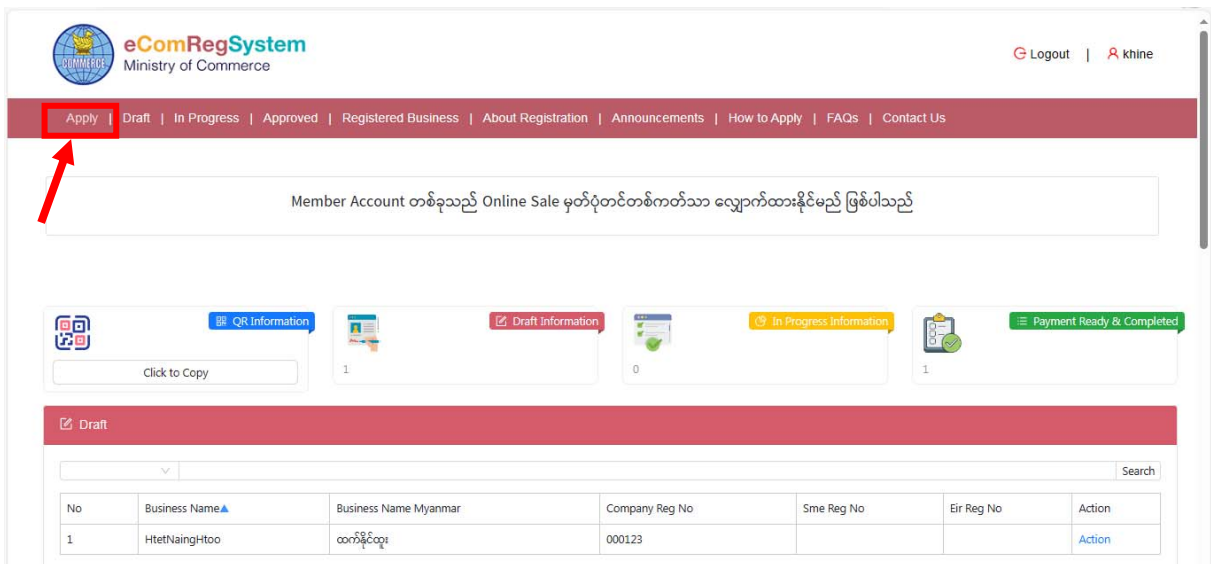 eComRegSystem
Ministry of Commerce
COMMERCE
Logout | khine
Apply | Draft | In Progress | Approved | Registered Business | About Registration | Announcements | How to Apply | FAQs | Contact Us
Member Account တစ်ခုသည် Online Sale မှတ်ပုံတင်တစ်ကတ်သာ လျှောက်ထားနိုင်မည် ဖြစ်ပါသည်
QR Information
Click to Copy
Draft Information
1
In Progress Information
0
Payment Ready & Completed
1
Draft
Search
No Business Name Business Name Myanmar Company Reg No Sme Reg No Eir Reg No Action
1 HtetNaingHtoo ထက်နိုင်ထူး 000123 Action